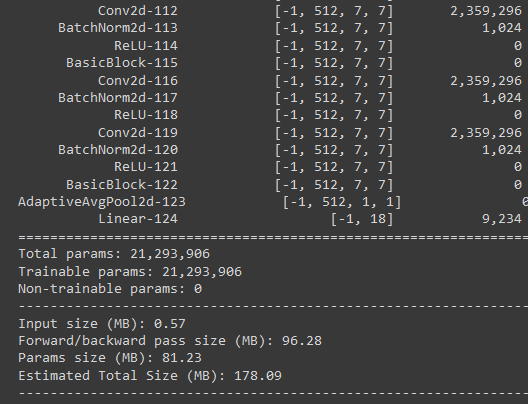 Conv2d-112 [-1, 512, 7, 7] 2,359,296
BatchNorm2d-113 [-1, 512, 7, 7] 1,024
ReLU-114 [-1, 512, 7, 7] 0
BasicBlock-115 [-1, 512, 7, 7] 0
Conv2d-116 [-1, 512, 7, 7] 2,359,296
BatchNorm2d-117 [-1, 512, 7, 7] 1,024
ReLU-118 [-1, 512, 7, 7] 0
Conv2d-119 [-1, 512, 7, 7] 2,359,296
BatchNorm2d-120 [-1, 512, 7, 7] 1,024
ReLU-121 [-1, 512, 7, 7] 0
BasicBlock-122 [-1, 512, 7, 7] 0
AdaptiveAvgPool2d-123 [-1, 512, 1, 1] 0
Linear-124 [-1, 18] 9,234
================================================================
Total params: 21,293,906
Trainable params: 21,293,906
Non-trainable params: 0
----------------------------------------------------------------
Input size (MB): 0.57
Forward/backward pass size (MB): 96.28
Params size (MB): 81.23
Estimated Total Size (MB): 178.09
----------------------------------------------------------------